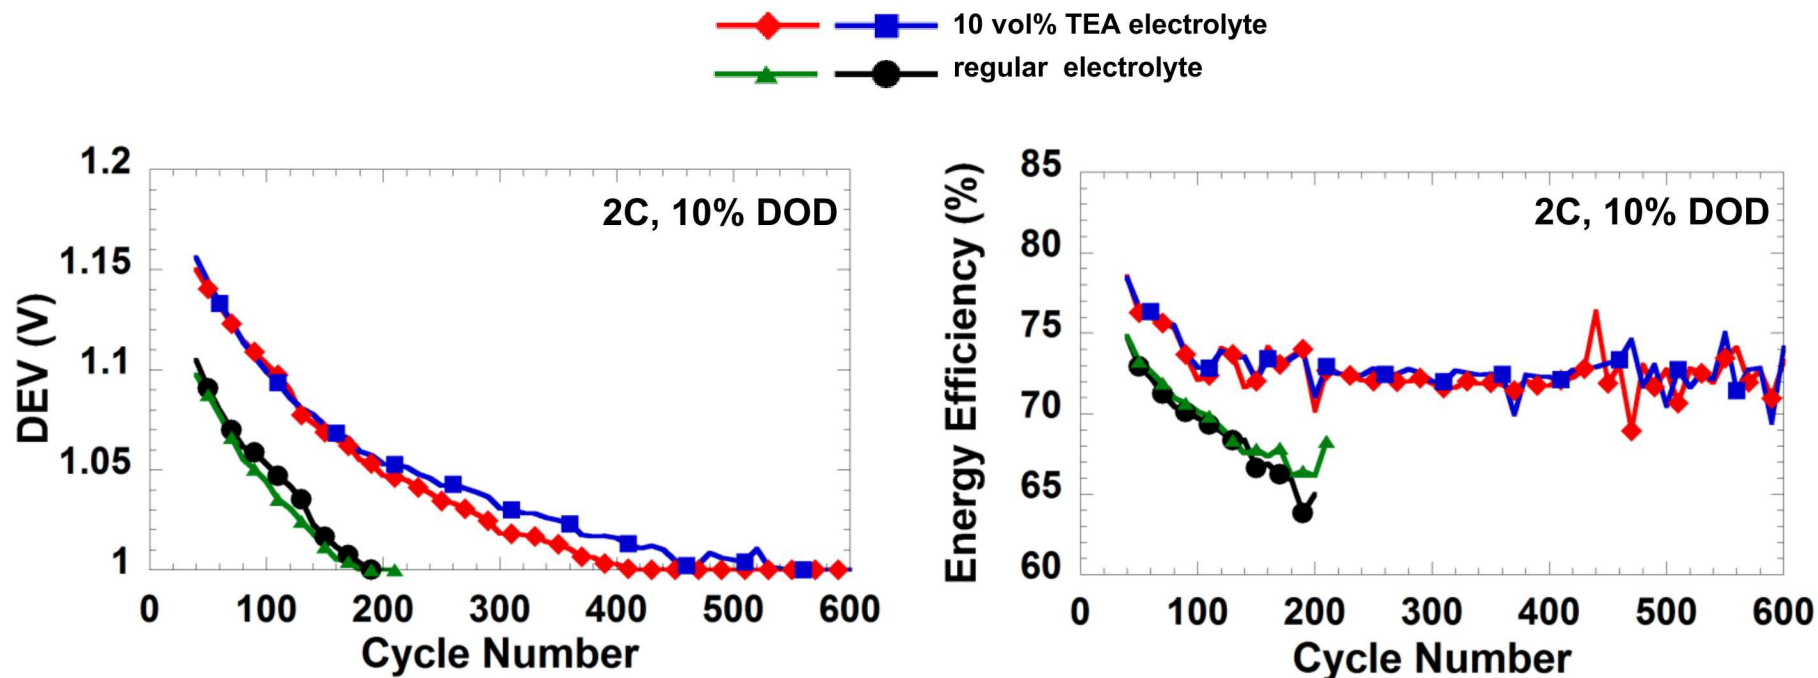 10 vol% TEA electrolyte
regular electrolyte
1.2
1.15
1.1
1.05
1
DEV (V)
2C, 10% DOD
0 100 200 300 400 500 600
Cycle Number
85
80
75
70
65
60
Energy Efficiency (%)
2C, 10% DOD
0 100 200 300 400 500 600
Cycle Number